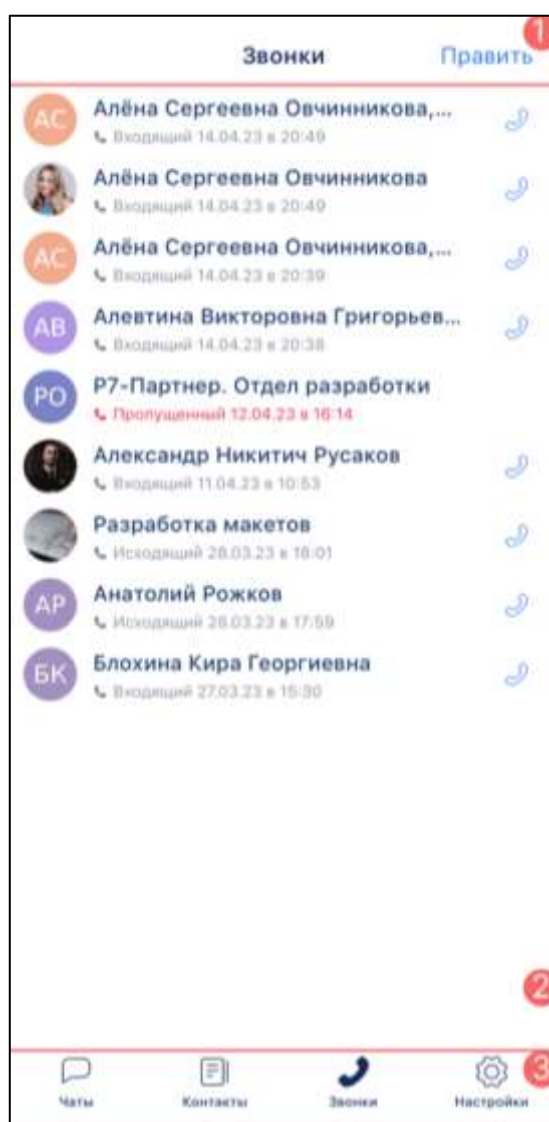 1
Звонки Править
АС Алёна Сергеевна Овчинникова,...
Входящий 14.04.23 в 20:49
Алёна Сергеевна Овчинникова
Входящий 14.04.23 в 20:49
АС Алёна Сергеевна Овчинникова,...
Входящий 14.04.23 в 20:39
АВ Алевтина Викторовна Григорьев...
Входящий 14.04.23 в 20:38
РО Р7-Партнер. Отдел разработки
Пропущенный 12.04.23 в 16:14
Александр Никитич Русаков
Входящий 11.04.23 в 10:53
Разработка макетов
Исходящий 28.03.23 в 18:01
АР Анатолий Рожков
Исходящий 28.03.23 в 17:59
БК Блохина Кира Георгиевна
Входящий 27.03.23 в 15:30
2
3
Чаты Контакты Звонки Настройки